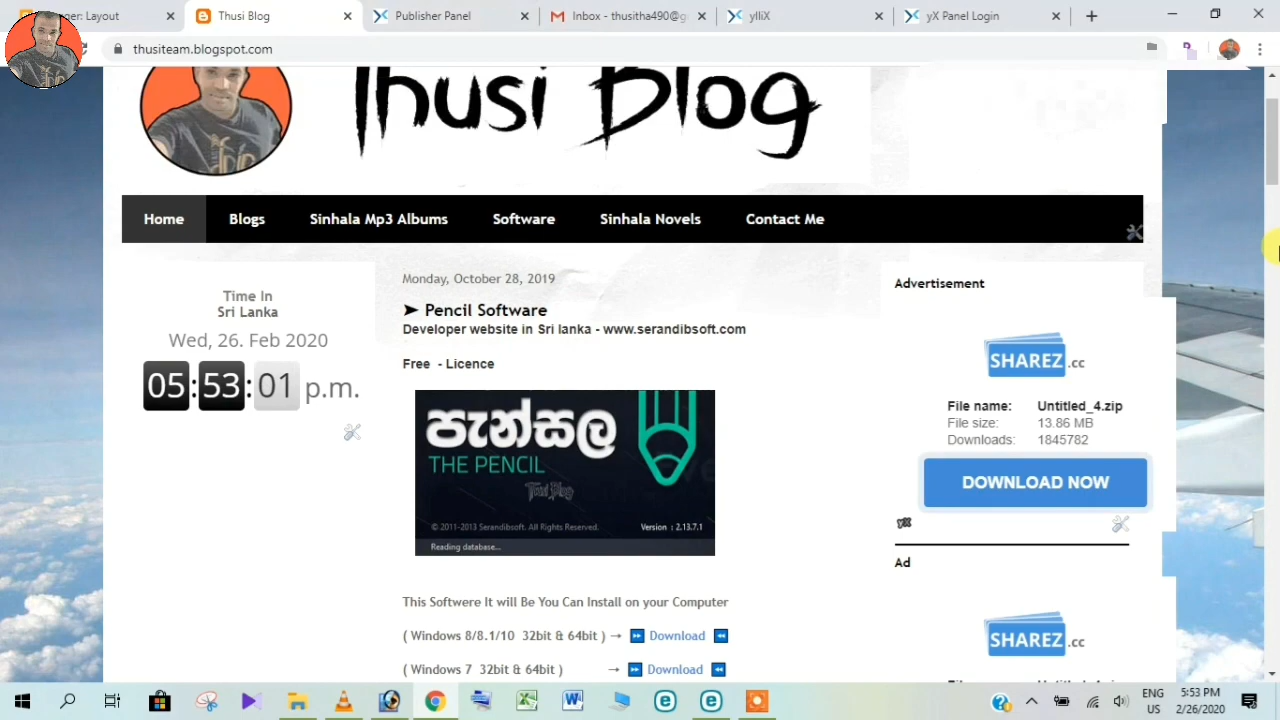 ger: Layout
Thusi Blog
Publisher Panel
Inbox - thusitha490@g
ylliX
yX Panel Login
thusiteam.blogspot.com
Thusi Blog
Home
Blogs
Sinhala Mp3 Albums
Software
Sinhala Novels
Contact Me
Time In
Sri Lanka
Wed, 26. Feb 2020
05:53:01 p.m.
Monday, October 28, 2019
➤ Pencil Software
Developer website in Sri lanka - www.serandibsoft.com
Free - Licence
පැන්සල
THE PENCIL
Thusi Blog
© 2011-2013 Serandibsoft. All Rights Reserved.
Version : 2.13.7.1
Reading database...
This Softwere It will Be You Can Install on your Computer
( Windows 8/8.1/10 32bit & 64bit ) → ⏩ Download ⏪
( Windows 7 32bit & 64bit ) → ⏩ Download ⏪
Advertisement
SHAREZ.cc
File name: Untitled_4.zip
File size: 13.86 MB
Downloads: 1845782
DOWNLOAD NOW
yX
Ad
SHAREZ.cc
ENG
US
5:53 PM
2/26/2020